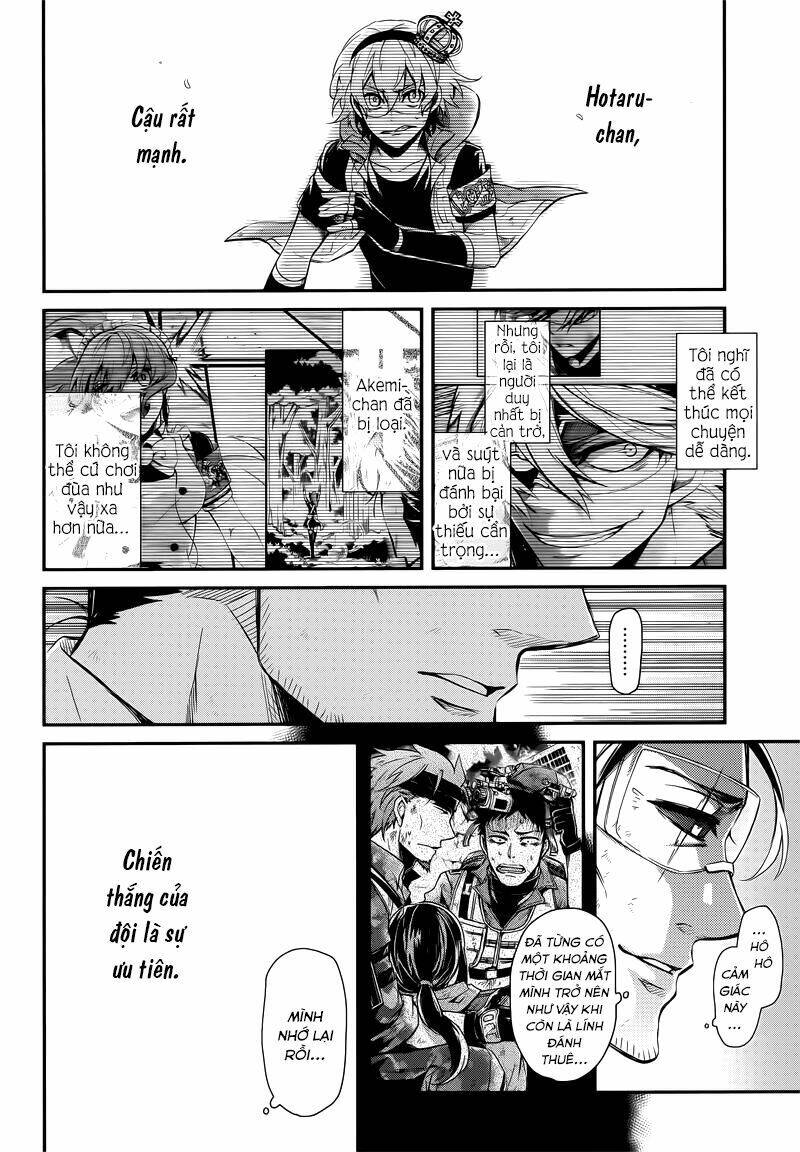 Hotaru-
chan,
Cậu rất
mạnh.
Tôi nghĩ
đã có
thể kết
thúc mọi
chuyện
dễ dàng.
Nhưng
rồi, tôi
lại là
người
duy
nhất bị
cản trở,
và suýt
nữa bị
đánh bại
bởi sự
thiếu cẩn
trọng...
Akemi-
chan đã
bị loại.
Tôi không
thể cứ chơi
đùa như
vậy xa
hơn nữa...
.......
... HÔ
HÔ
CẢM
GIÁC
NÀY
...
ĐÃ TỪNG CÓ
MỘT KHOẢNG
THỜI GIAN MẮT
MÌNH TRỞ NÊN
NHƯ VẬY KHI
CÒN LÀ LÍNH
ĐÁNH
THUÊ...
MÌNH
NHỚ LẠI
RỒI...
Chiến
thắng của
đội là sự
ưu tiên.